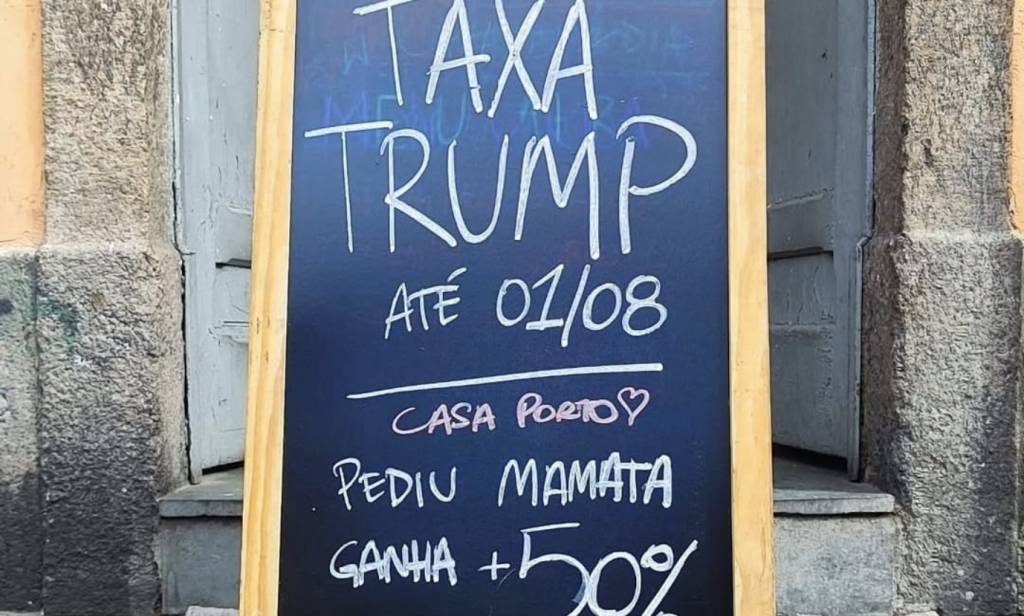 TAXA
TRUMP
ATÉ 01/08
CASA PORTO♡
PEDIU MAMATA
GANHA +50%